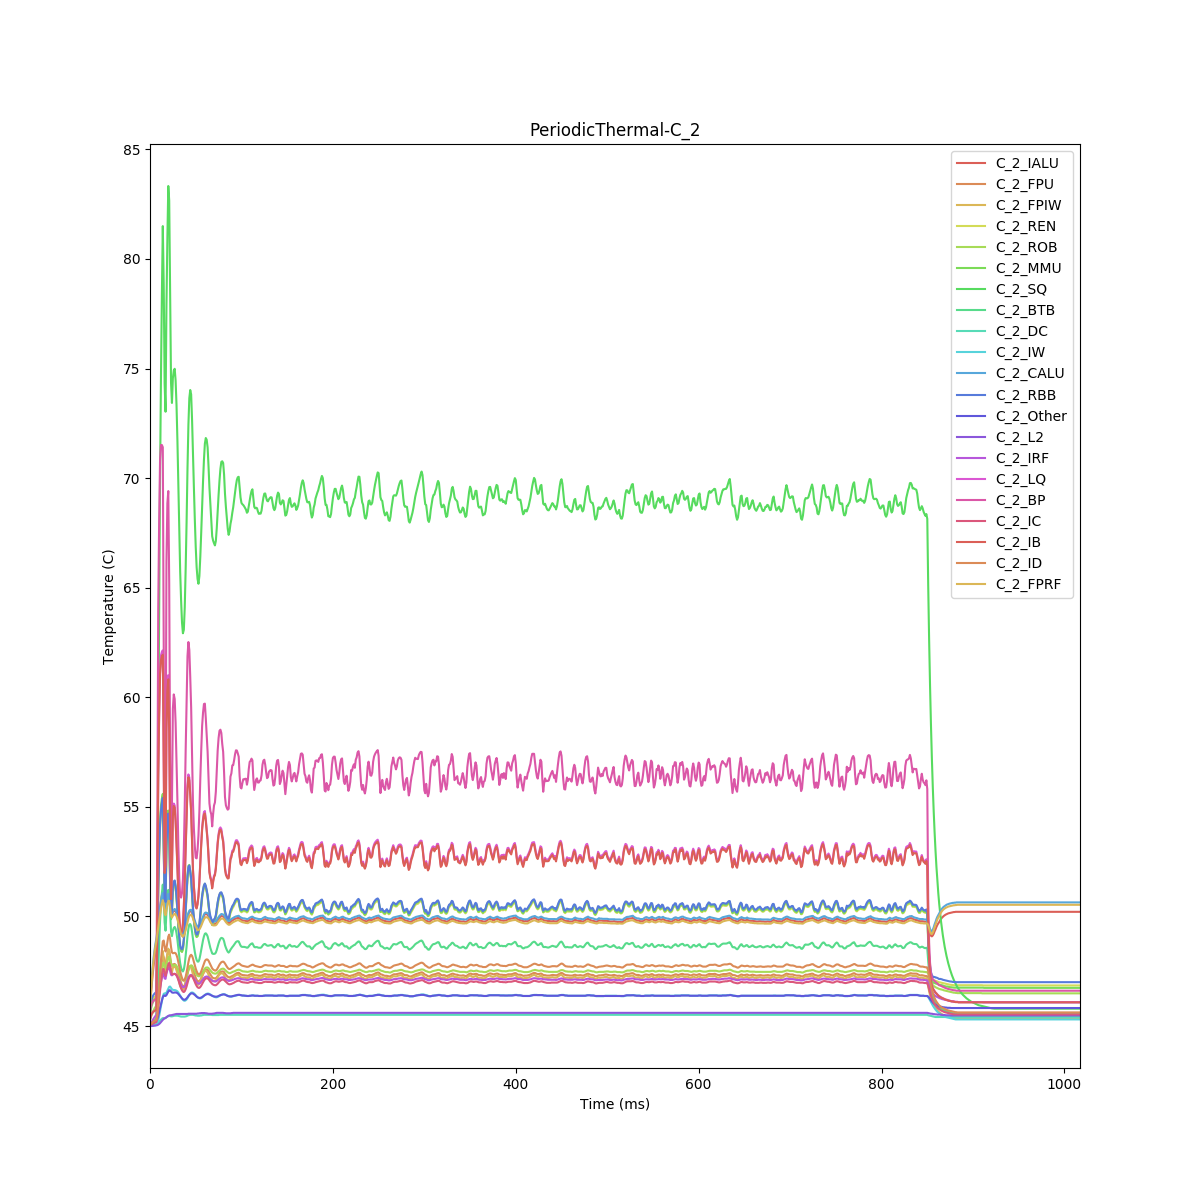 PeriodicThermal-C_2
85
80
75
70
65
60
55
50
45
Temperature (C)
0
200
400
600
800
1000
Time (ms)
C_2_IALU
C_2_FPU
C_2_FPIW
C_2_REN
C_2_ROB
C_2_MMU
C_2_SQ
C_2_BTB
C_2_DC
C_2_IW
C_2_CALU
C_2_RBB
C_2_Other
C_2_L2
C_2_IRF
C_2_LQ
C_2_BP
C_2_IC
C_2_IB
C_2_ID
C_2_FPRF